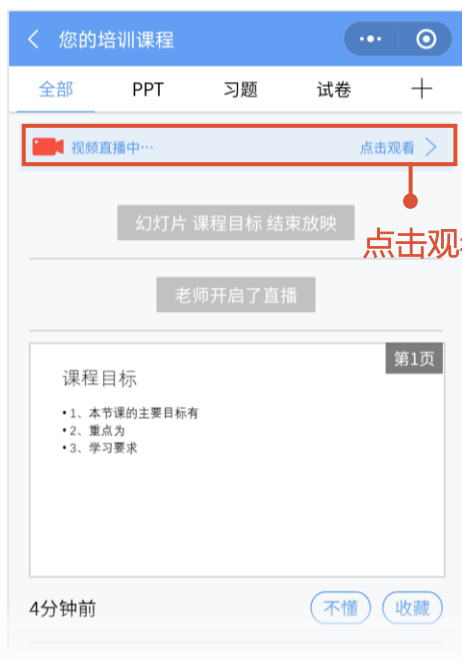 您的培训课程
全部 PPT 习题 试卷
视频直播中… 点击观看
点击观
幻灯片 课程目标 结束放映
老师开启了直播
第1页
课程目标
•1、本节课的主要目标有
•2、重点为
•3、学习要求
4分钟前 不懂 收藏